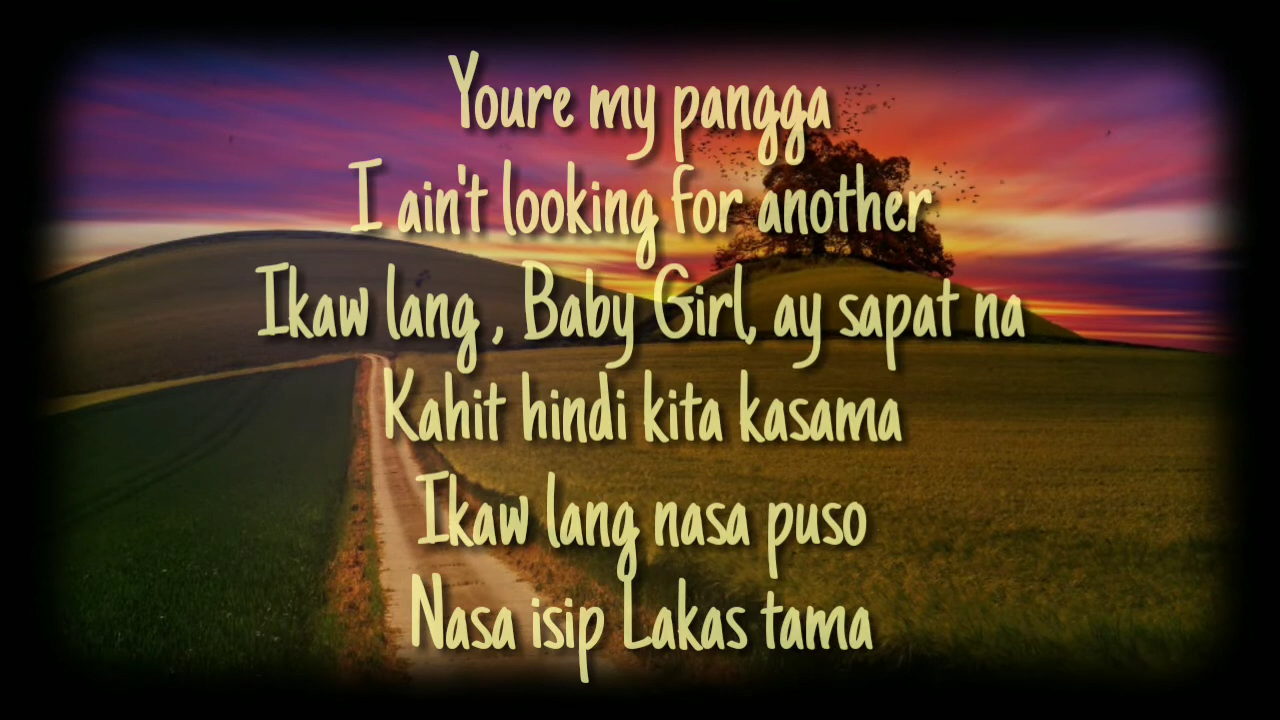 Youre my pangga
I ain't looking for another
Ikaw lang , Baby Girl, ay sapat na
Kahit hindi kita kasama
Ikaw lang nasa puso
Nasa isip Lakas tama